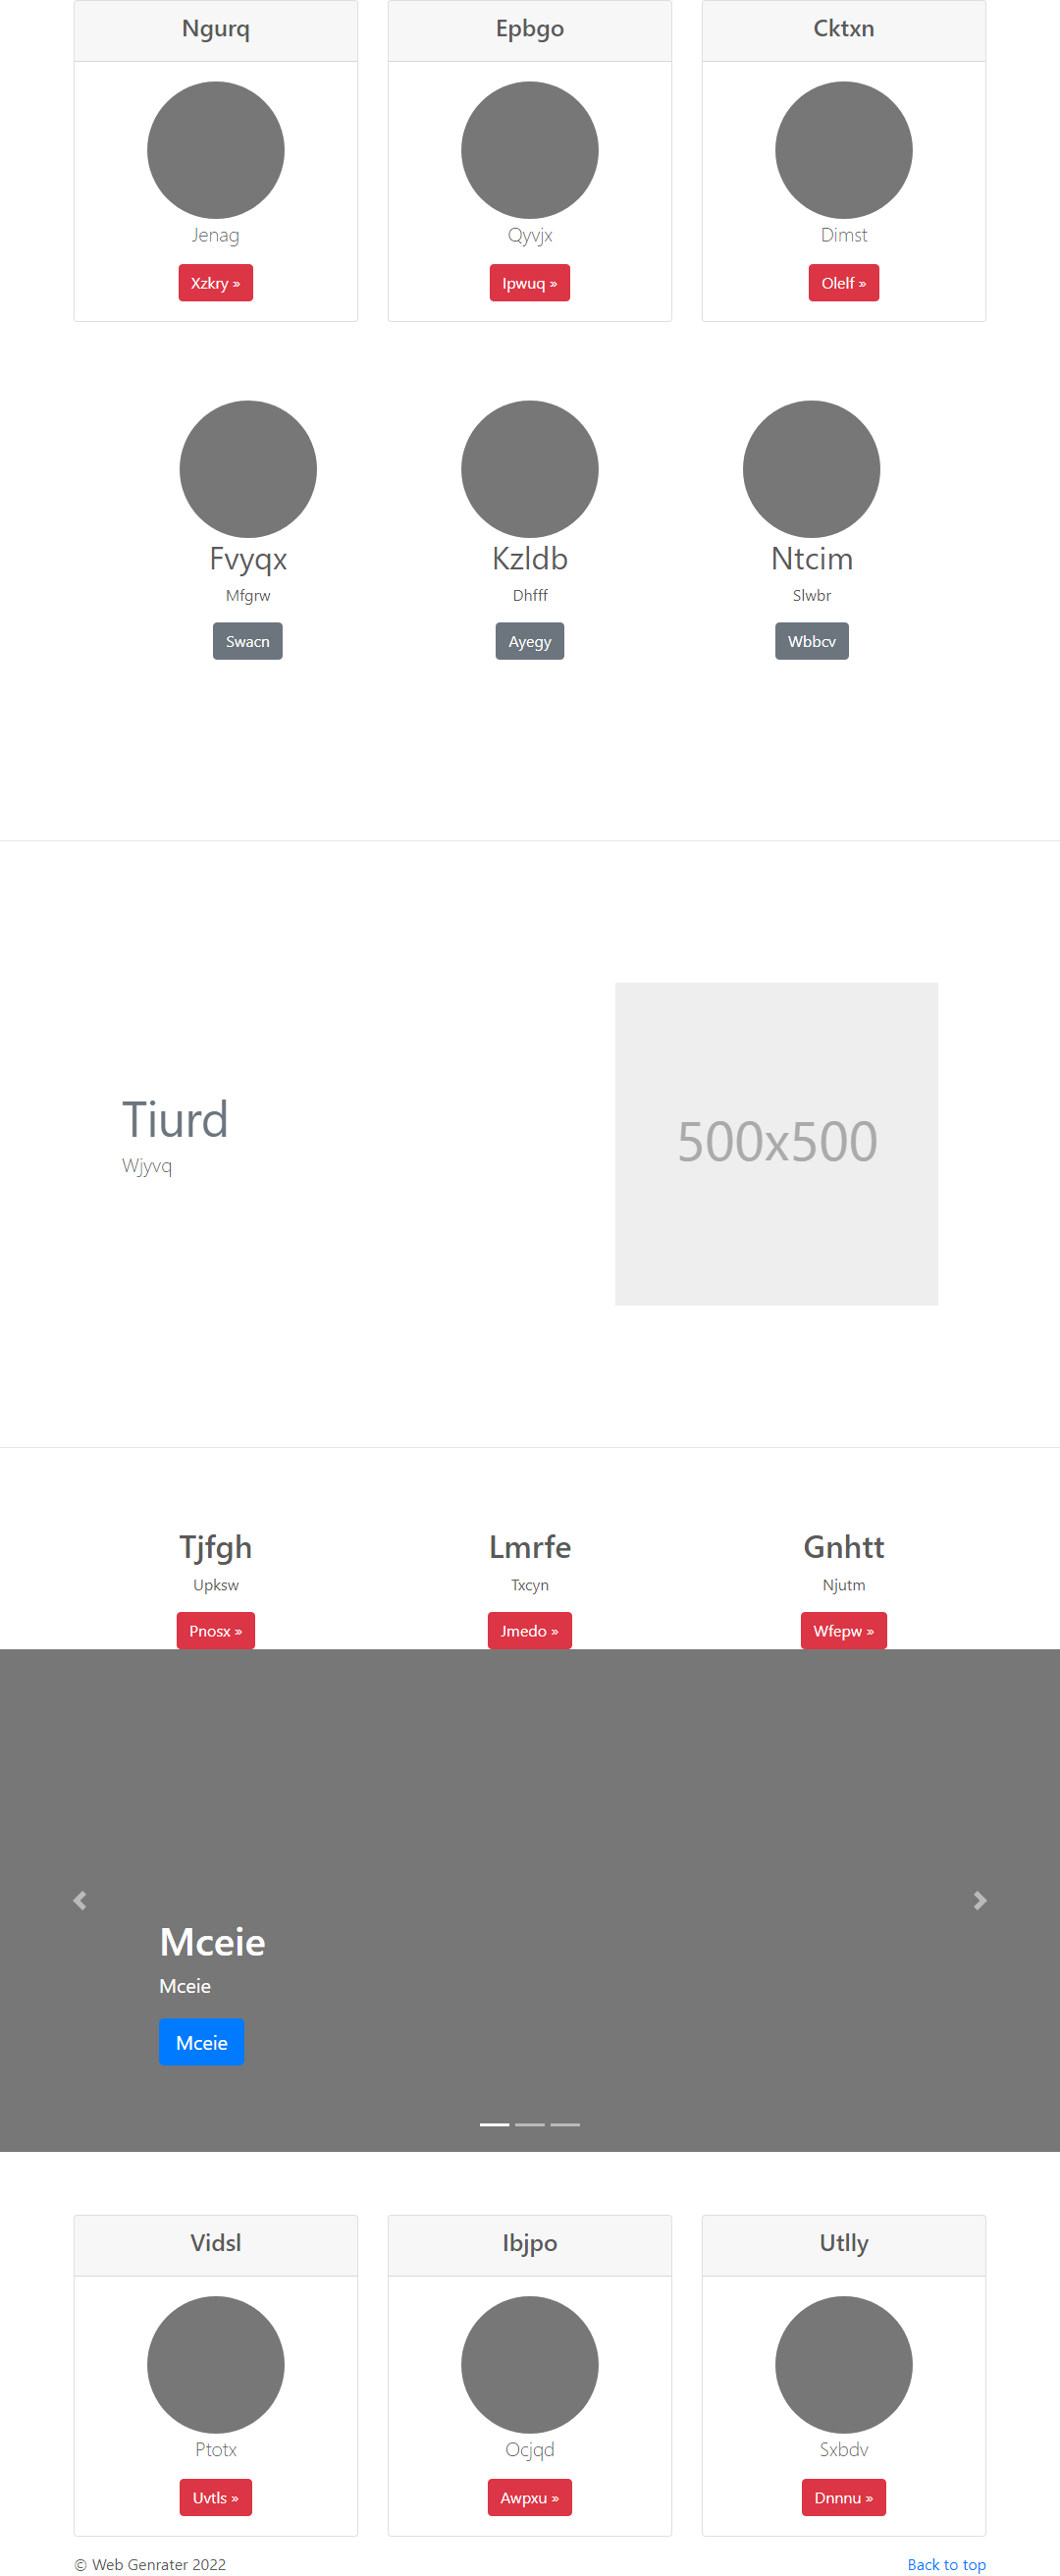 Ngurq Epbgo Cktxn
Jenag Qyvjx Dimst
Xzkry » Ipwuq » Olelf »
Fvyqx Kzldb Ntcim
Mfgrw Dhfff Slwbr
Swacn Ayegy Wbbcv
Tiurd
Wjyvq
500x500
Tjfgh Lmrfe Gnhtt
Upksw Txcyn Njutm
Pnosx » Jmedo » Wfepw »
Mceie
Mceie
Mceie
Vidsl Ibjpo Utlly
Ptotx Ocjqd Sxbdv
Uvtls » Awpxu » Dnnnu »
© Web Genrater 2022 Back to top